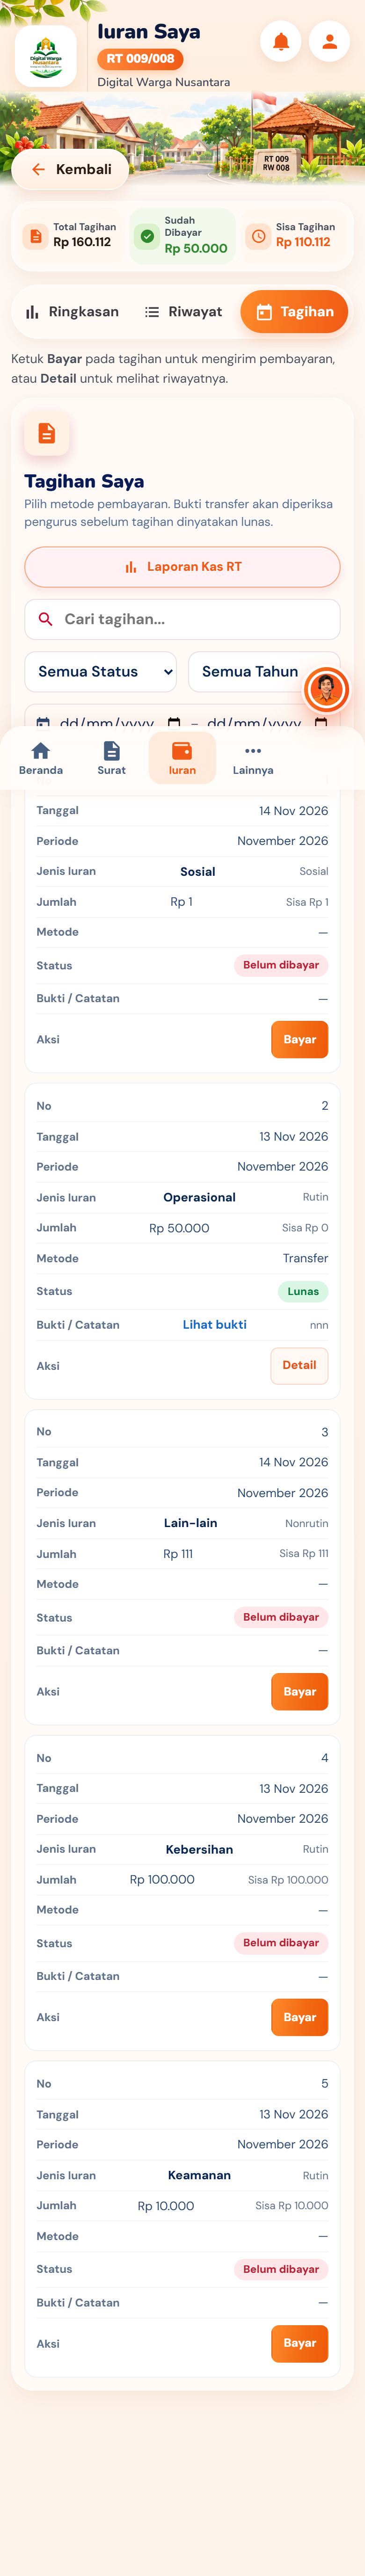 Iuran Saya
RT 009/008
Digital Warga Nusantara
Digital Warga
Nusantara
RT 009
RW 008
Kembali
Total Tagihan
Rp 160.112
Sudah
Dibayar
Rp 50.000
Sisa Tagihan
Rp 110.112
Ringkasan
Riwayat
Tagihan
Ketuk Bayar pada tagihan untuk mengirim pembayaran,
atau Detail untuk melihat riwayatnya.
Tagihan Saya
Pilih metode pembayaran. Bukti transfer akan diperiksa
pengurus sebelum tagihan dinyatakan lunas.
Laporan Kas RT
Cari tagihan...
Semua Status
Semua Tahun
dd/mm/yyyy – dd/mm/yyyy
Beranda
Surat
Iuran
Lainnya
Tanggal 14 Nov 2026
Periode November 2026
Jenis Iuran Sosial Sosial
Jumlah Rp 1 Sisa Rp 1
Metode —
Status Belum dibayar
Bukti / Catatan —
Aksi Bayar
No 2
Tanggal 13 Nov 2026
Periode November 2026
Jenis Iuran Operasional Rutin
Jumlah Rp 50.000 Sisa Rp 0
Metode Transfer
Status Lunas
Bukti / Catatan Lihat bukti nnn
Aksi Detail
No 3
Tanggal 14 Nov 2026
Periode November 2026
Jenis Iuran Lain-lain Nonrutin
Jumlah Rp 111 Sisa Rp 111
Metode —
Status Belum dibayar
Bukti / Catatan —
Aksi Bayar
No 4
Tanggal 13 Nov 2026
Periode November 2026
Jenis Iuran Kebersihan Rutin
Jumlah Rp 100.000 Sisa Rp 100.000
Metode —
Status Belum dibayar
Bukti / Catatan —
Aksi Bayar
No 5
Tanggal 13 Nov 2026
Periode November 2026
Jenis Iuran Keamanan Rutin
Jumlah Rp 10.000 Sisa Rp 10.000
Metode —
Status Belum dibayar
Bukti / Catatan —
Aksi Bayar